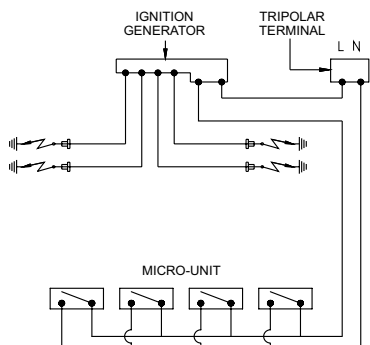 IGNITION
GENERATOR
TRIPOLAR
TERMINAL
L N
MICRO-UNIT